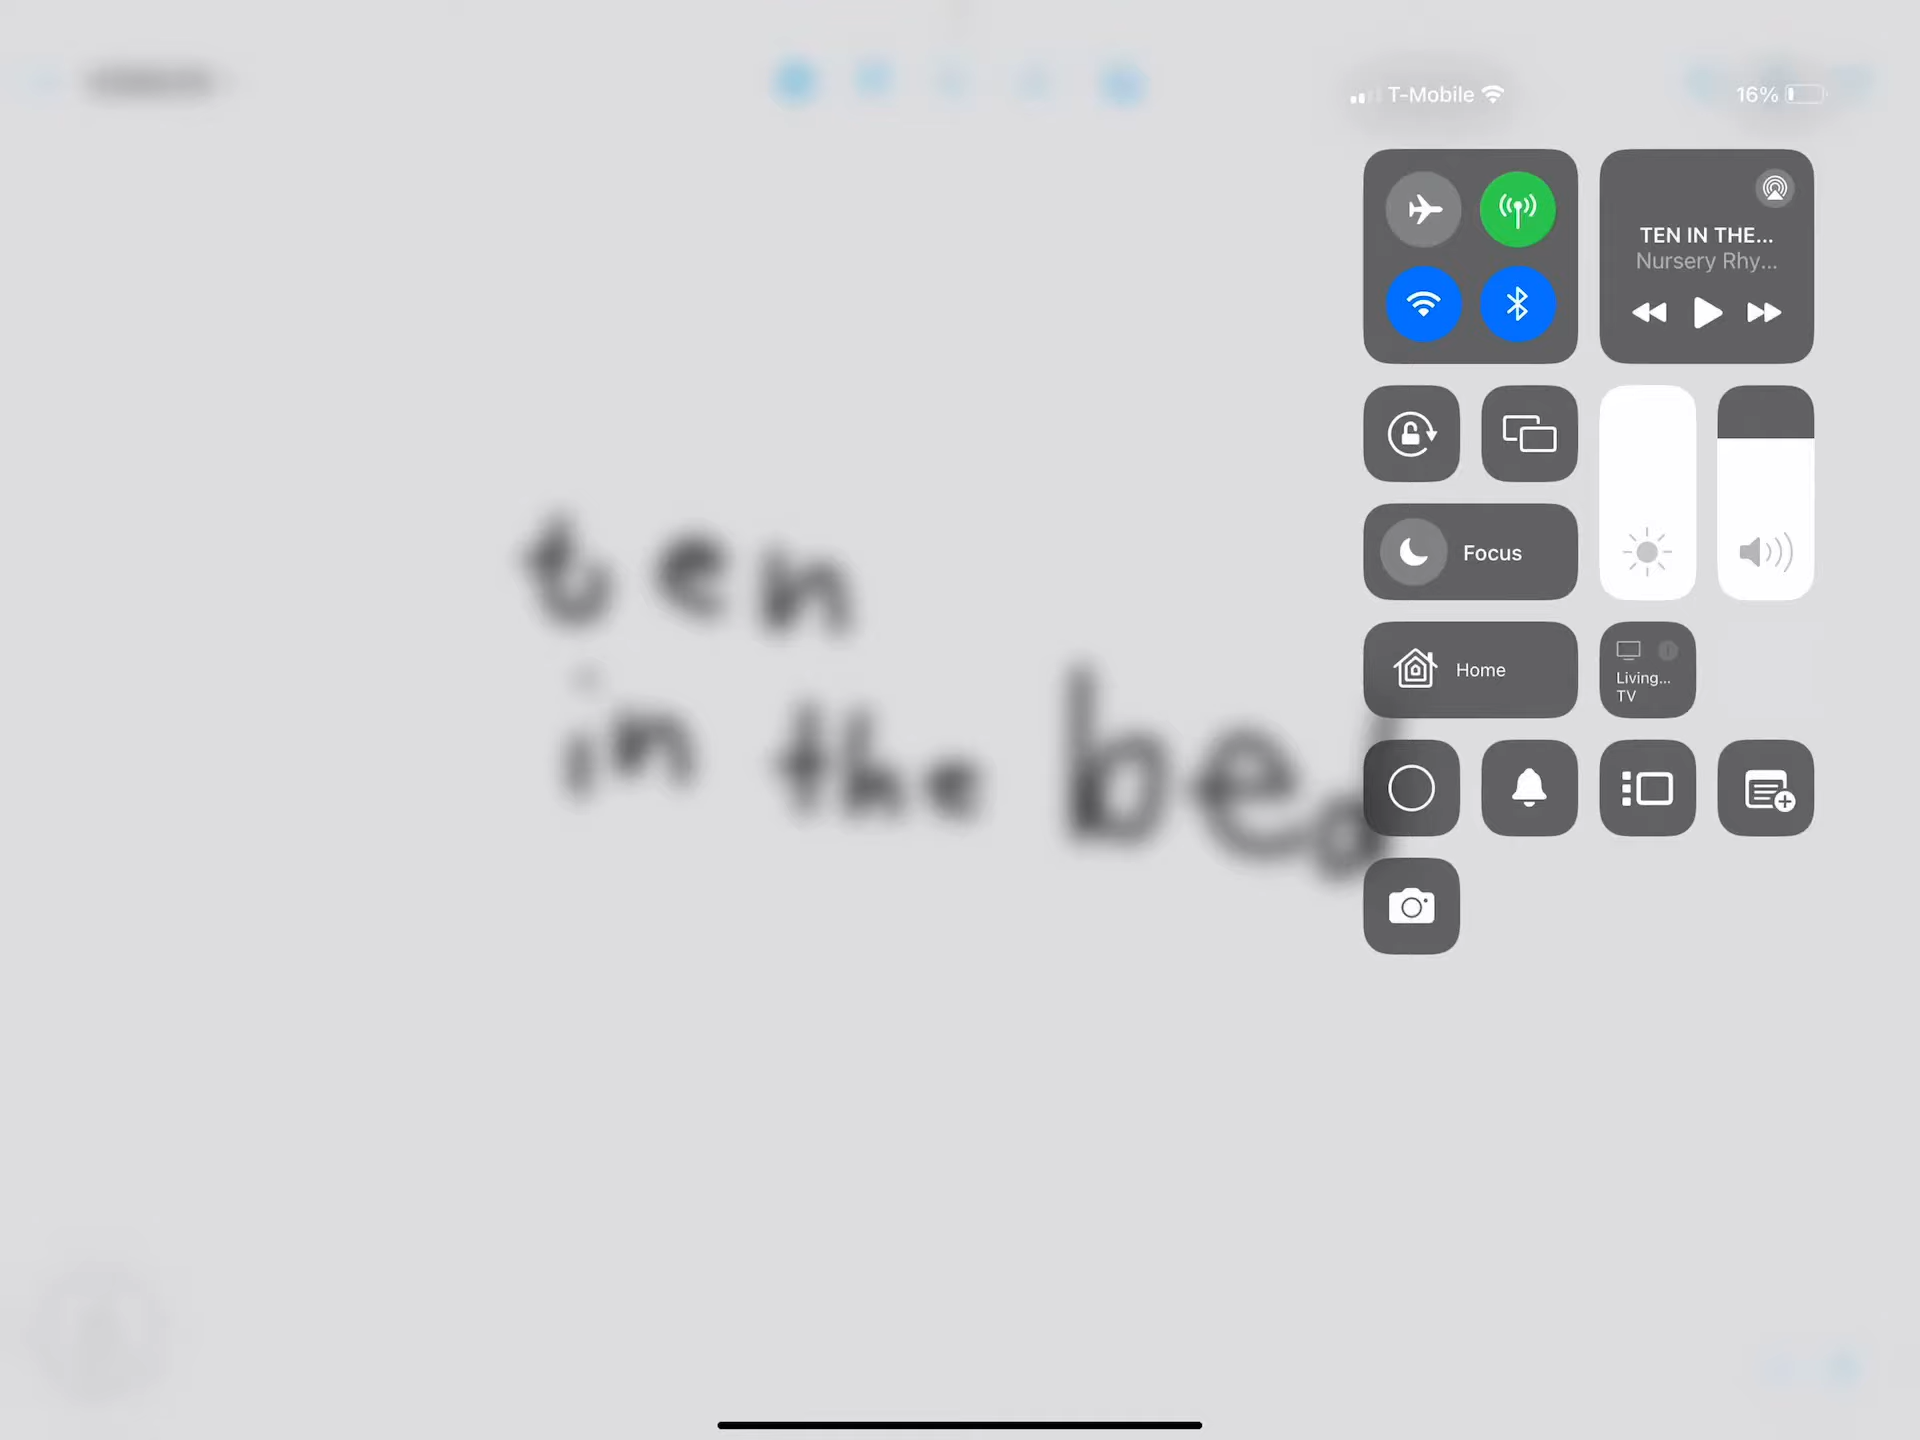 T-Mobile
16%
TEN IN THE...
Nursery Rhy...
ten
Focus
in the bed
Home
Living...
TV